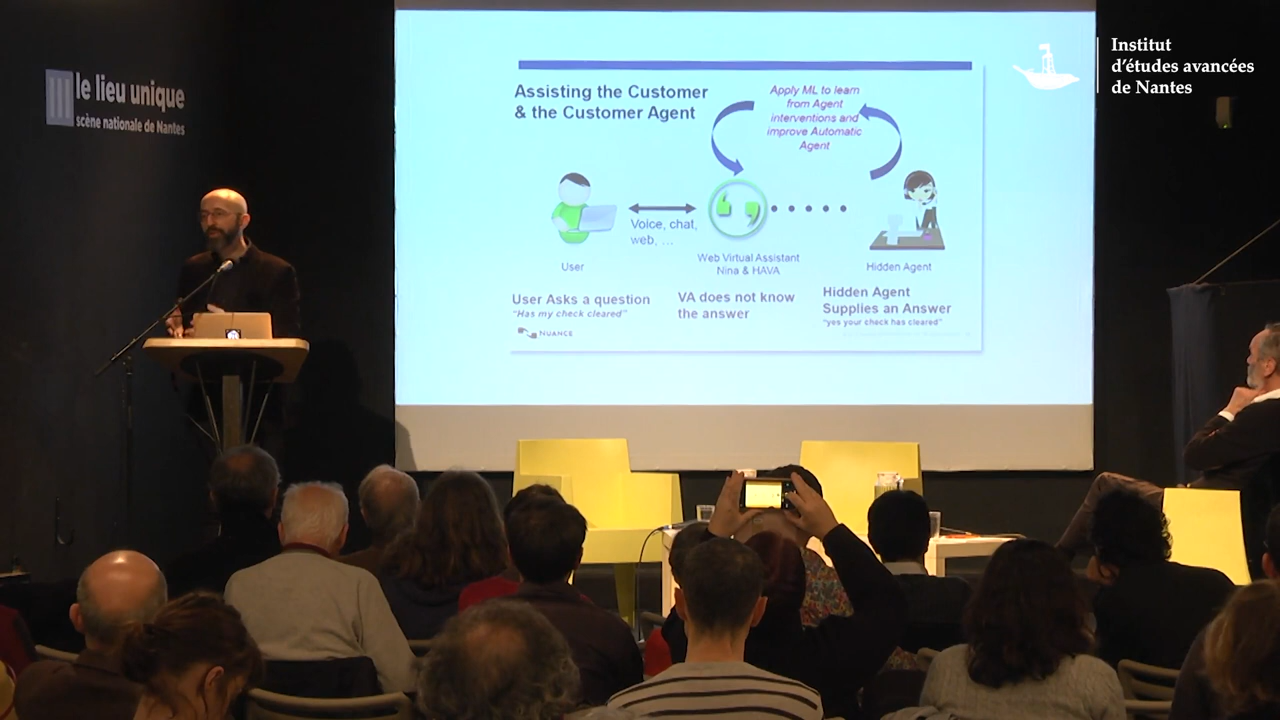 le lieu unique
scène nationale de Nantes
Institut
d'études avancées
de Nantes
Assisting the Customer
& the Customer Agent
Apply ML to learn
from Agent
interventions and
improve Automatic
Agent
Voice, chat,
web, ...
User
Web Virtual Assistant
Nina & HAVA
Hidden Agent
User Asks a question
"Has my check cleared"
VA does not know
the answer
Hidden Agent
Supplies an Answer
"yes your check has cleared"
NUANCE